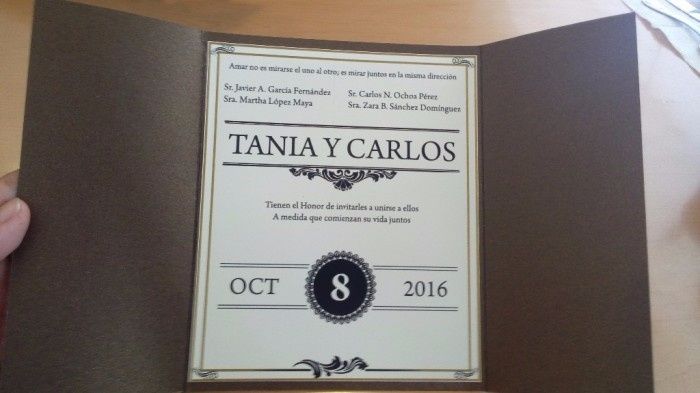 Amar no es mirarse el uno al otro; es mirar juntos en la misma dirección
Sr. Javier A. García Fernández
Sra. Martha López Maya
Sr. Carlos N. Ochoa Pérez
Sra. Zara B. Sánchez Domínguez
TANIA Y CARLOS
Tienen el Honor de invitarles a unirse a ellos
A medida que comienzan su vida juntos
OCT 8 2016